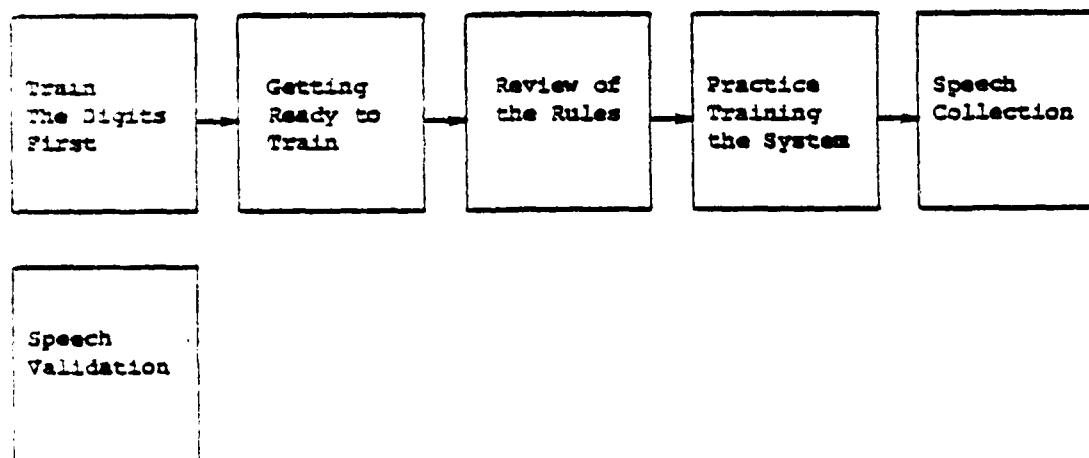 Train
The Digits
First
Getting
Ready to
Train
Review of
the Rules
Practice
Training
the System
Speech
Collection
Speech
Validation